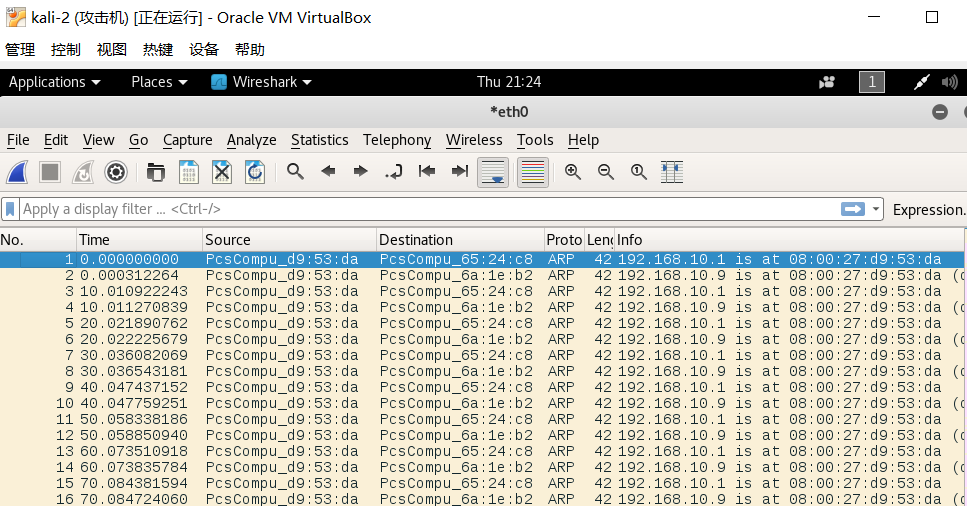 kali-2 (攻击机) [正在运行] - Oracle VM VirtualBox
管理 控制 视图 热键 设备 帮助
Applications Places Wireshark Thu 21:24 1
*eth0
File Edit View Go Capture Analyze Statistics Telephony Wireless Tools Help
Apply a display filter ... <Ctrl-/> Expression.
No. Time Source Destination Proto Len Info
1 0.000000000 PcsCompu_d9:53:da PcsCompu_65:24:c8 ARP 42 192.168.10.1 is at 08:00:27:d9:53:da
2 0.000312264 PcsCompu_d9:53:da PcsCompu_6a:1e:b2 ARP 42 192.168.10.9 is at 08:00:27:d9:53:da (d
3 10.010922243 PcsCompu_d9:53:da PcsCompu_65:24:c8 ARP 42 192.168.10.1 is at 08:00:27:d9:53:da
4 10.011270839 PcsCompu_d9:53:da PcsCompu_6a:1e:b2 ARP 42 192.168.10.9 is at 08:00:27:d9:53:da (d
5 20.021890762 PcsCompu_d9:53:da PcsCompu_65:24:c8 ARP 42 192.168.10.1 is at 08:00:27:d9:53:da
6 20.022225679 PcsCompu_d9:53:da PcsCompu_6a:1e:b2 ARP 42 192.168.10.9 is at 08:00:27:d9:53:da (d
7 30.036082069 PcsCompu_d9:53:da PcsCompu_65:24:c8 ARP 42 192.168.10.1 is at 08:00:27:d9:53:da
8 30.036543181 PcsCompu_d9:53:da PcsCompu_6a:1e:b2 ARP 42 192.168.10.9 is at 08:00:27:d9:53:da (d
9 40.047437152 PcsCompu_d9:53:da PcsCompu_65:24:c8 ARP 42 192.168.10.1 is at 08:00:27:d9:53:da
10 40.047759251 PcsCompu_d9:53:da PcsCompu_6a:1e:b2 ARP 42 192.168.10.9 is at 08:00:27:d9:53:da (d
11 50.058338186 PcsCompu_d9:53:da PcsCompu_65:24:c8 ARP 42 192.168.10.1 is at 08:00:27:d9:53:da
12 50.058850940 PcsCompu_d9:53:da PcsCompu_6a:1e:b2 ARP 42 192.168.10.9 is at 08:00:27:d9:53:da (d
13 60.073510918 PcsCompu_d9:53:da PcsCompu_65:24:c8 ARP 42 192.168.10.1 is at 08:00:27:d9:53:da
14 60.073835784 PcsCompu_d9:53:da PcsCompu_6a:1e:b2 ARP 42 192.168.10.9 is at 08:00:27:d9:53:da (d
15 70.084381594 PcsCompu_d9:53:da PcsCompu_65:24:c8 ARP 42 192.168.10.1 is at 08:00:27:d9:53:da
16 70.084724060 PcsCompu_d9:53:da PcsCompu_6a:1e:b2 ARP 42 192.168.10.9 is at 08:00:27:d9:53:da (d